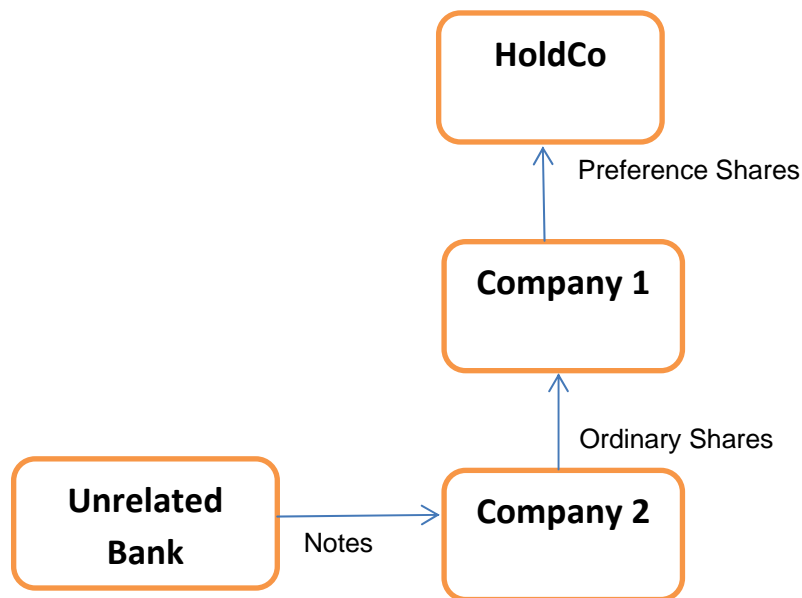 HoldCo
Preference Shares
Company 1
Ordinary Shares
Unrelated
Bank
Notes
Company 2